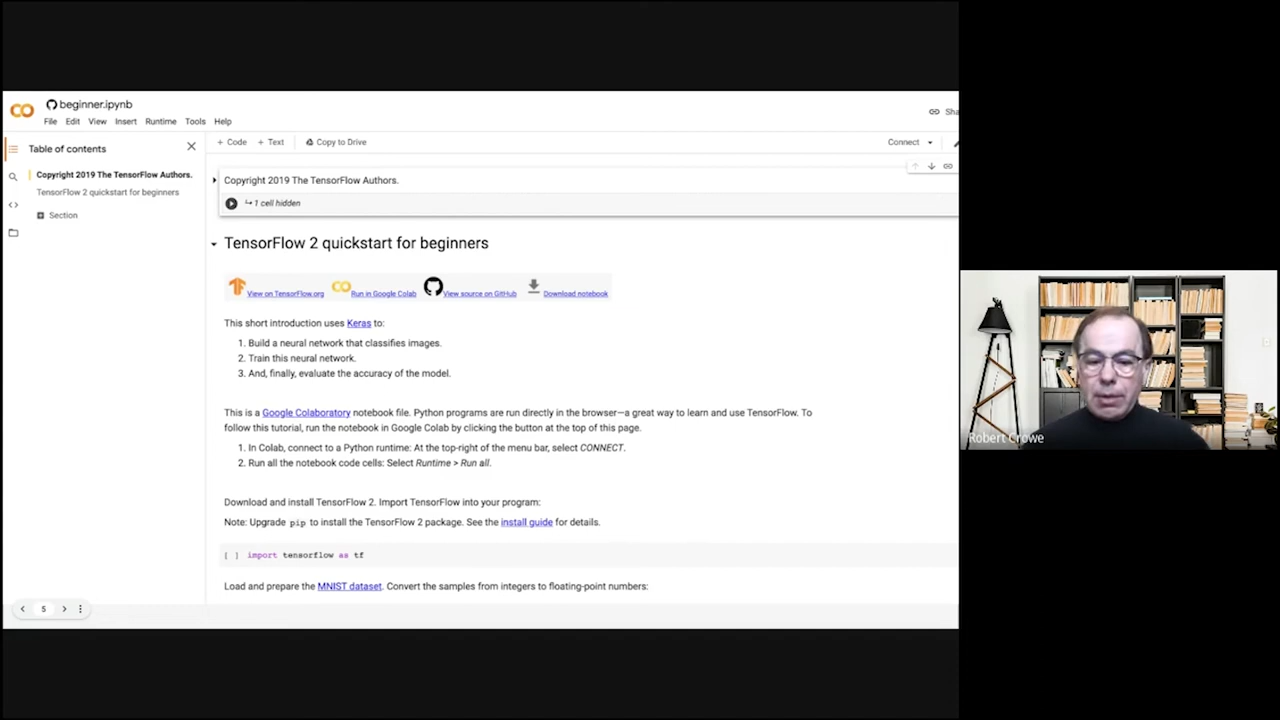 beginner.ipynb
File Edit View Insert Runtime Tools Help
Sha
Table of contents
+ Code + Text Copy to Drive
Connect
Copyright 2019 The TensorFlow Authors.
TensorFlow 2 quickstart for beginners
Section
Copyright 2019 The TensorFlow Authors.
1 cell hidden
TensorFlow 2 quickstart for beginners
View on TensorFlow.org Run in Google Colab View source on GitHub Download notebook
This short introduction uses Keras to:
1. Build a neural network that classifies images.
2. Train this neural network.
3. And, finally, evaluate the accuracy of the model.
This is a Google Colaboratory notebook file. Python programs are run directly in the browser—a great way to learn and use TensorFlow. To
follow this tutorial, run the notebook in Google Colab by clicking the button at the top of this page.
1. In Colab, connect to a Python runtime: At the top-right of the menu bar, select CONNECT.
2. Run all the notebook code cells: Select Runtime > Run all.
Download and install TensorFlow 2. Import TensorFlow into your program:
Note: Upgrade pip to install the TensorFlow 2 package. See the install guide for details.
[ ] import tensorflow as tf
Load and prepare the MNIST dataset. Convert the samples from integers to floating-point numbers:
5
Robert Crowe